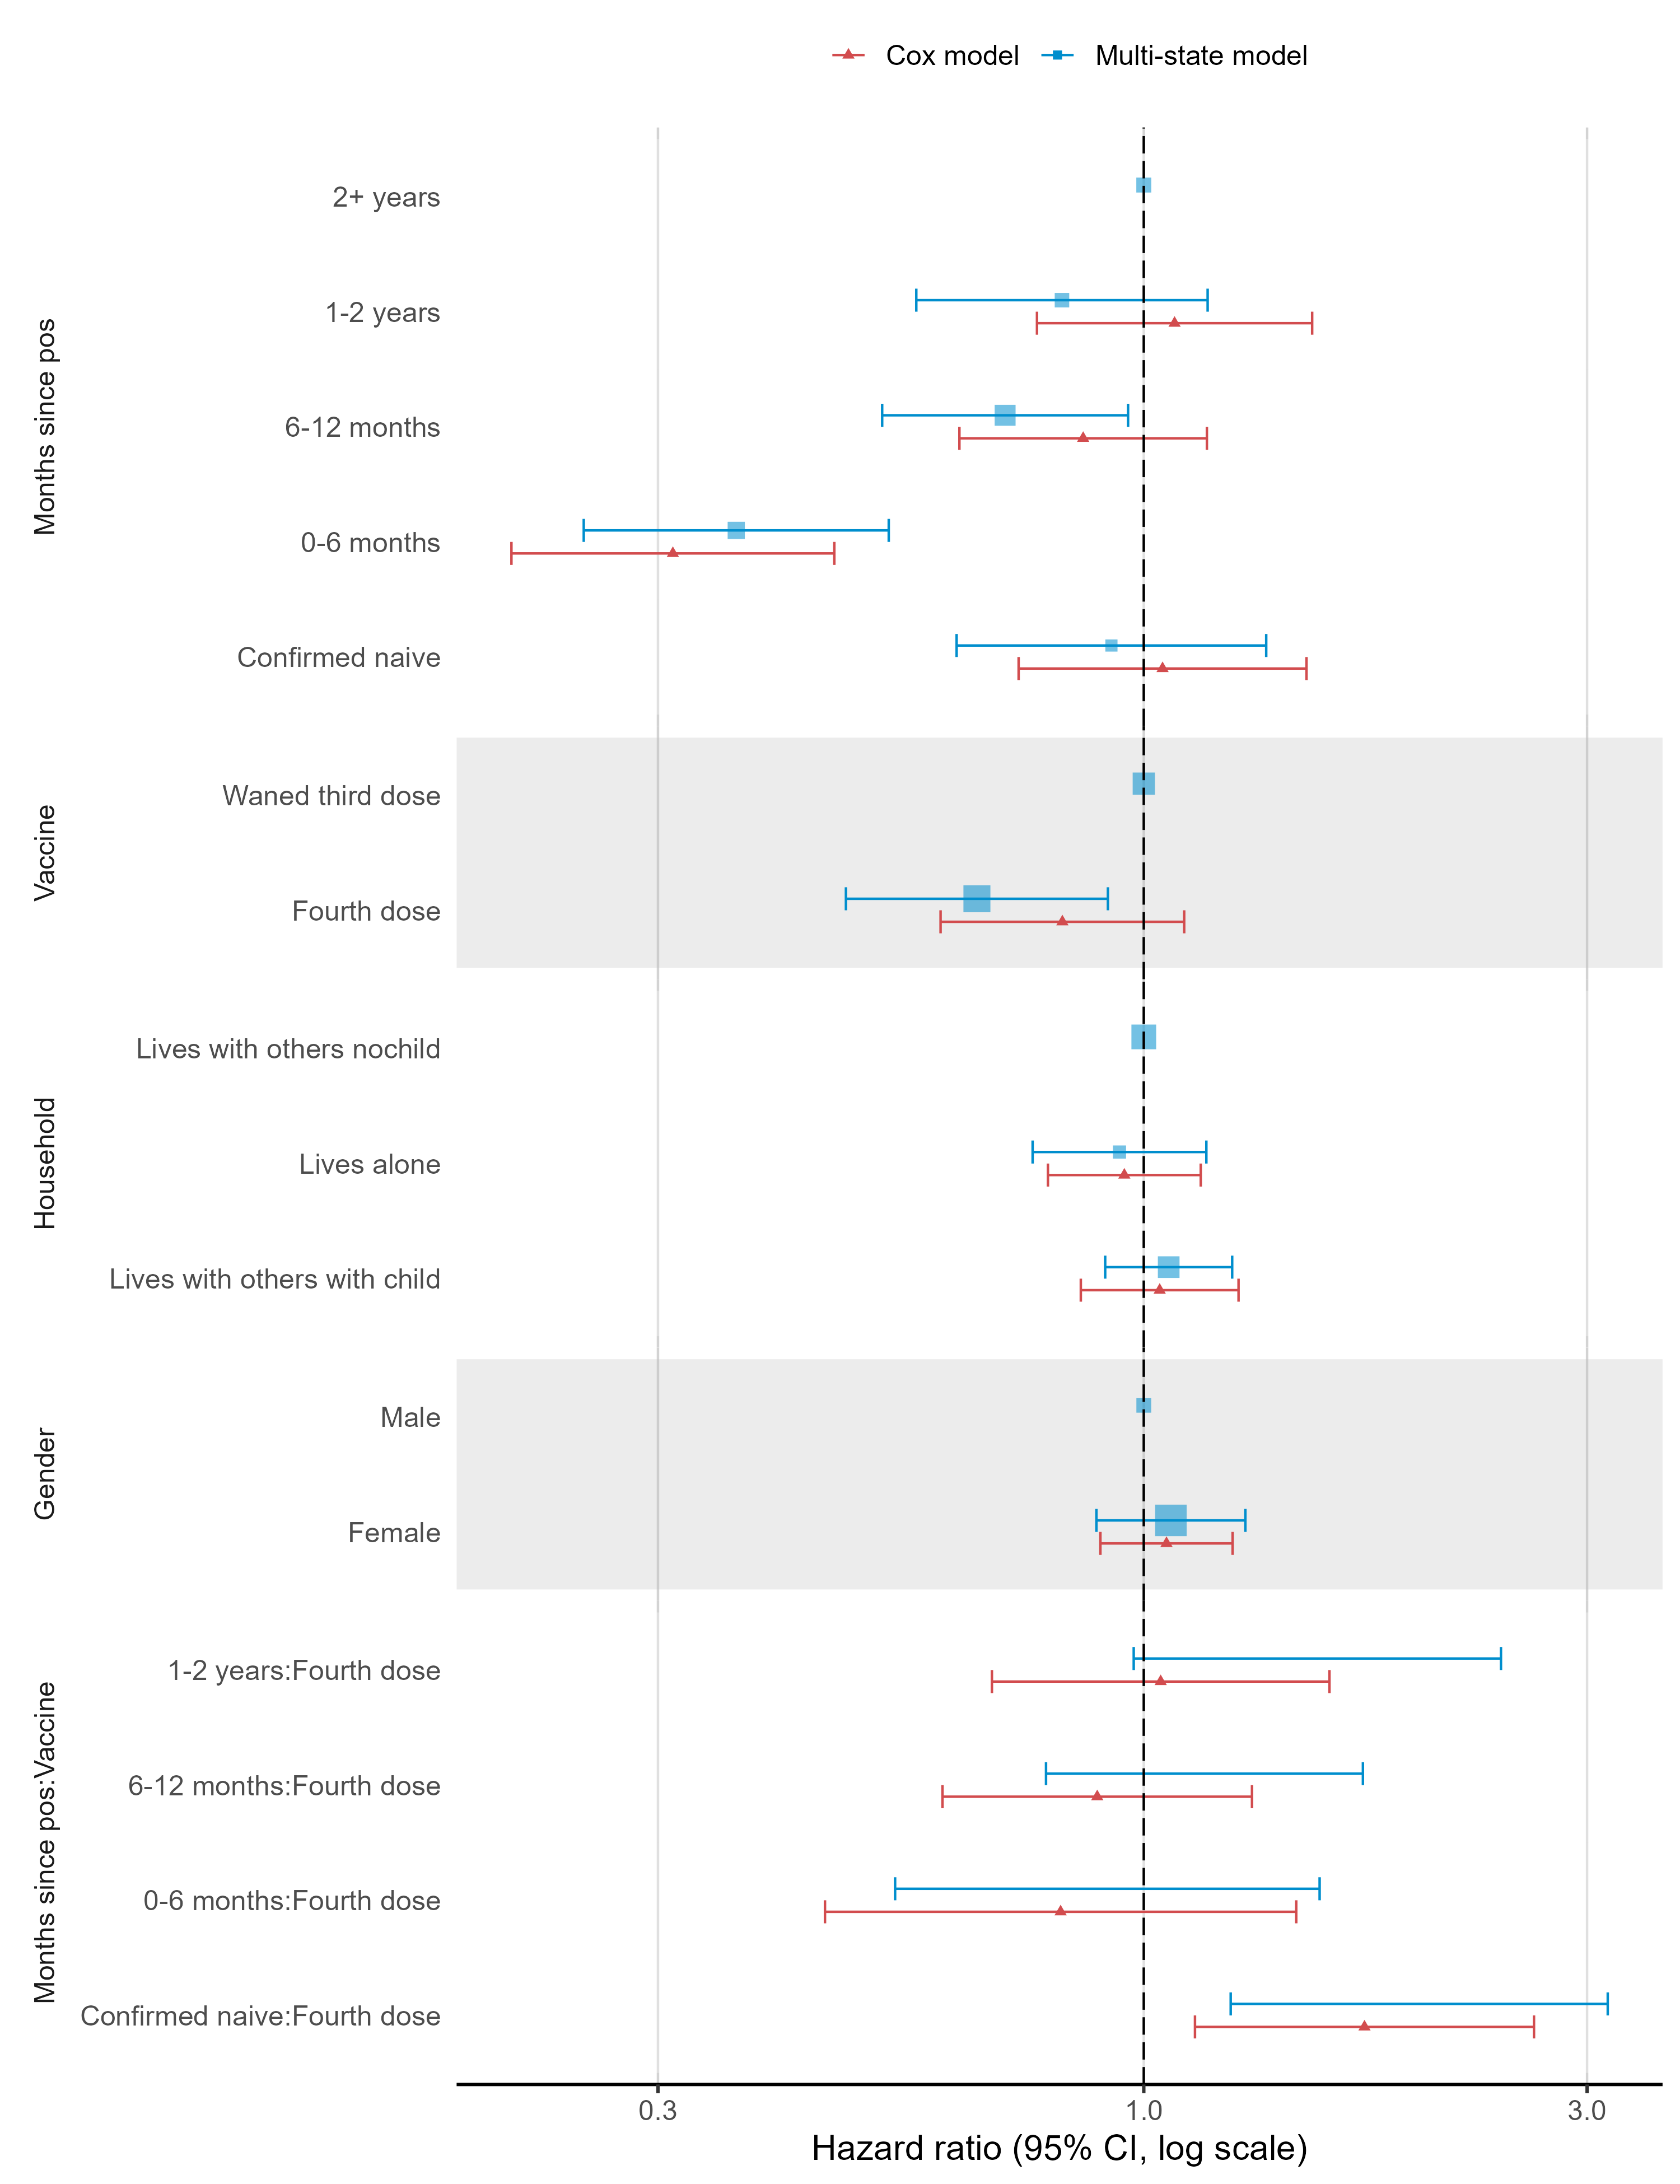 Cox model Multi-state model
Months since pos
2+ years
1-2 years
6-12 months
0-6 months
Confirmed naive
Vaccine
Waned third dose
Fourth dose
Household
Lives with others nochild
Lives alone
Lives with others with child
Gender
Male
Female
Months since pos:Vaccine
1-2 years:Fourth dose
6-12 months:Fourth dose
0-6 months:Fourth dose
Confirmed naive:Fourth dose
0.3 1.0 3.0
Hazard ratio (95% CI, log scale)